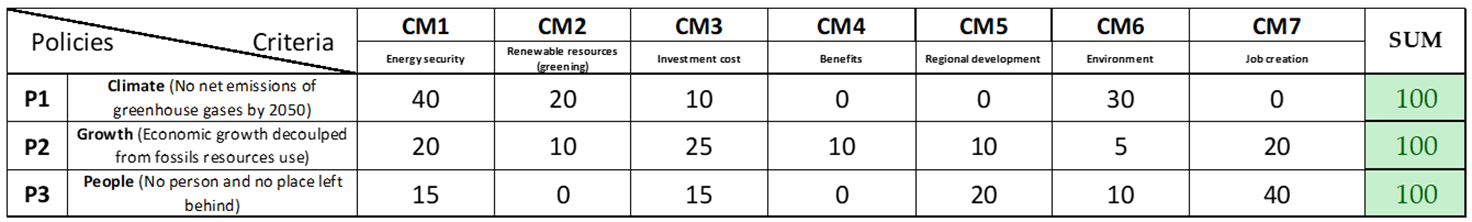 Policies Criteria CM1 CM2 CM3 CM4 CM5 CM6 CM7 SUM
Energy security Renewable resources (greening) Investment cost Benefits Regional development Environment Job creation
P1 Climate (No net emissions of
greenhouse gases by 2050) 40 20 10 0 0 30 0 100
P2 Growth (Economic growth decoulped
from fossils resources use) 20 10 25 10 10 5 20 100
P3 People (No person and no place left
behind) 15 0 15 0 20 10 40 100